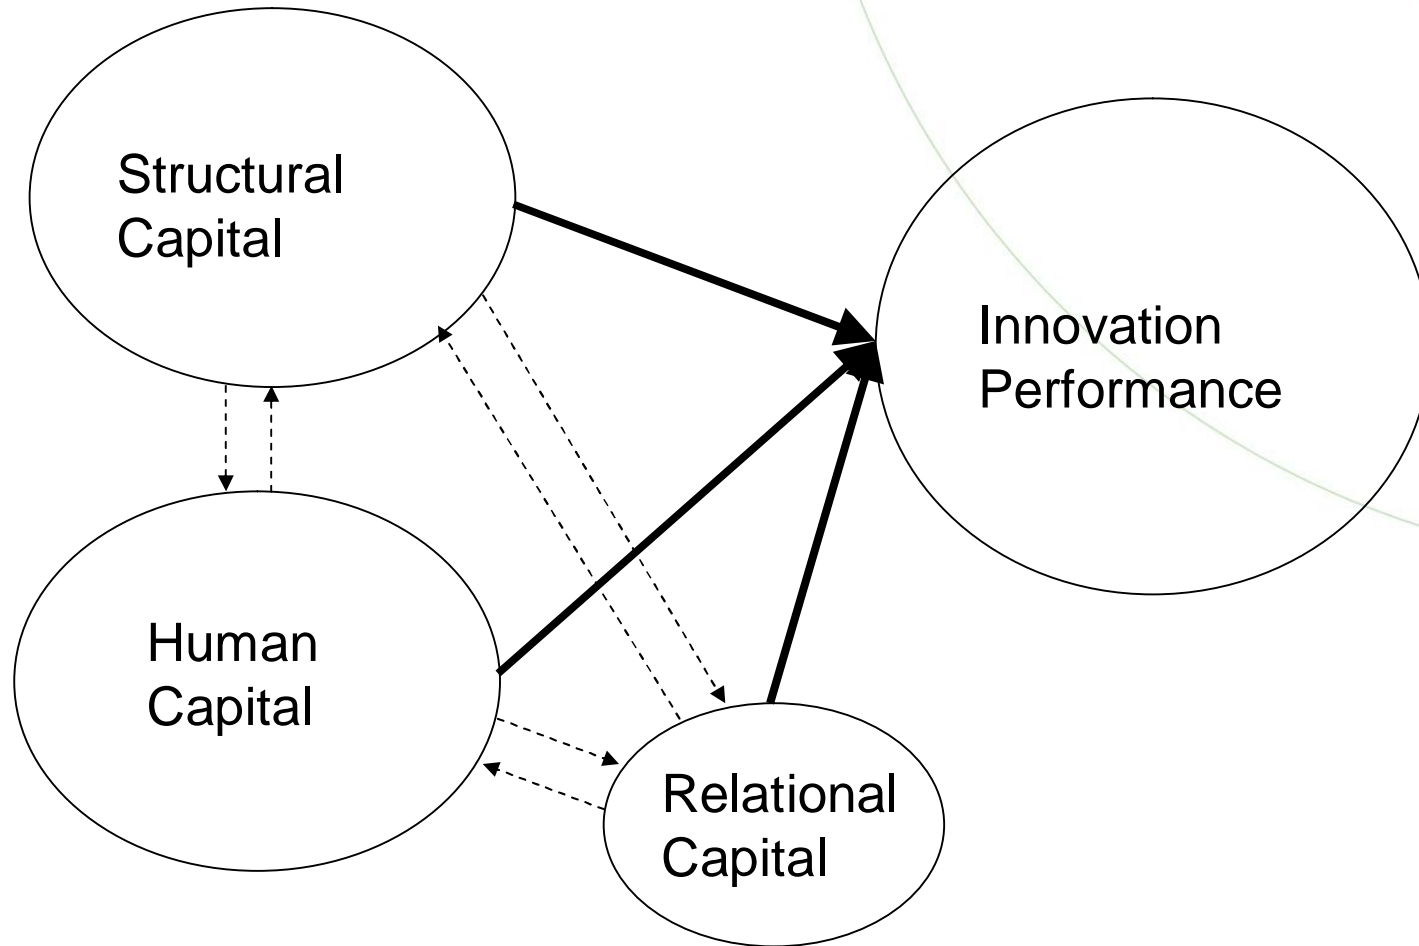 Structural
Capital
Innovation
Performance
Human
Capital
Relational
Capital